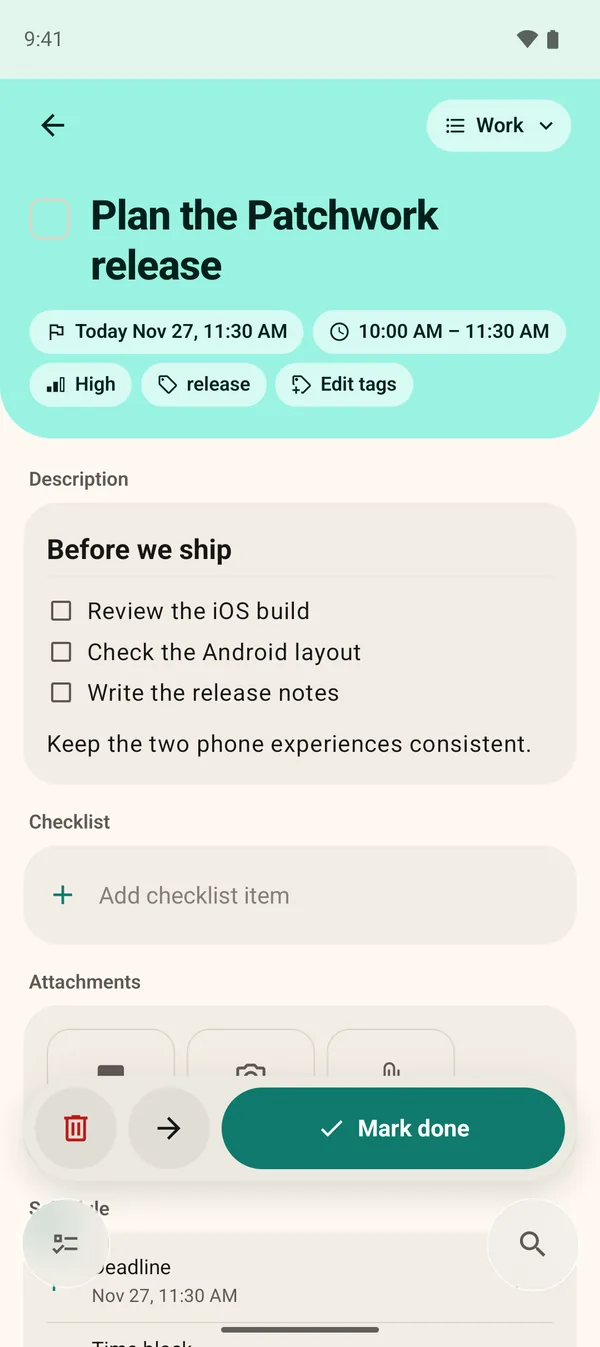 9:41
Work
Plan the Patchwork
release
Today Nov 27, 11:30 AM
10:00 AM – 11:30 AM
High
release
Edit tags
Description
Before we ship
Review the iOS build
Check the Android layout
Write the release notes
Keep the two phone experiences consistent.
Checklist
Add checklist item
Attachments
Mark done
Deadline
Nov 27, 11:30 AM
Time block